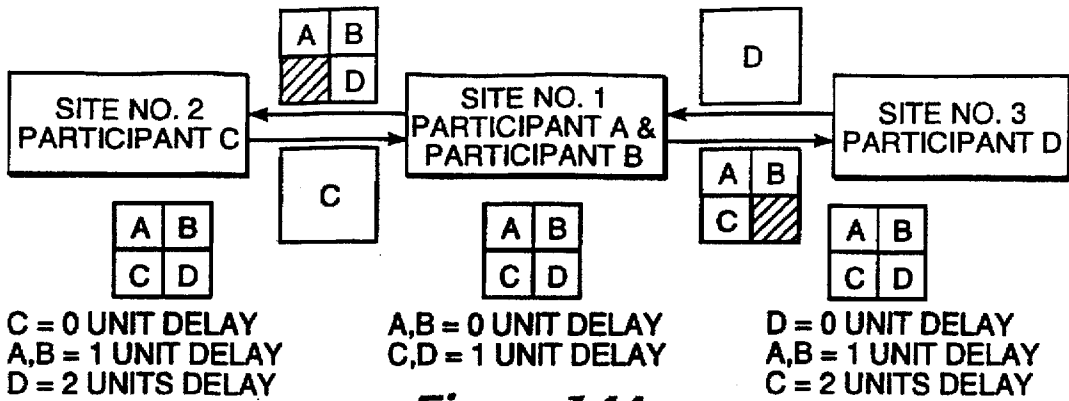 A B
D
D
SITE NO. 2
PARTICIPANT C
SITE NO. 1
PARTICIPANT A &
PARTICIPANT B
SITE NO. 3
PARTICIPANT D
C
A B
C
A B
C D
A B
C D
A B
C D
C = 0 UNIT DELAY
A,B = 1 UNIT DELAY
D = 2 UNITS DELAY
A,B = 0 UNIT DELAY
C,D = 1 UNIT DELAY
D = 0 UNIT DELAY
A,B = 1 UNIT DELAY
C = 2 UNITS DELAY